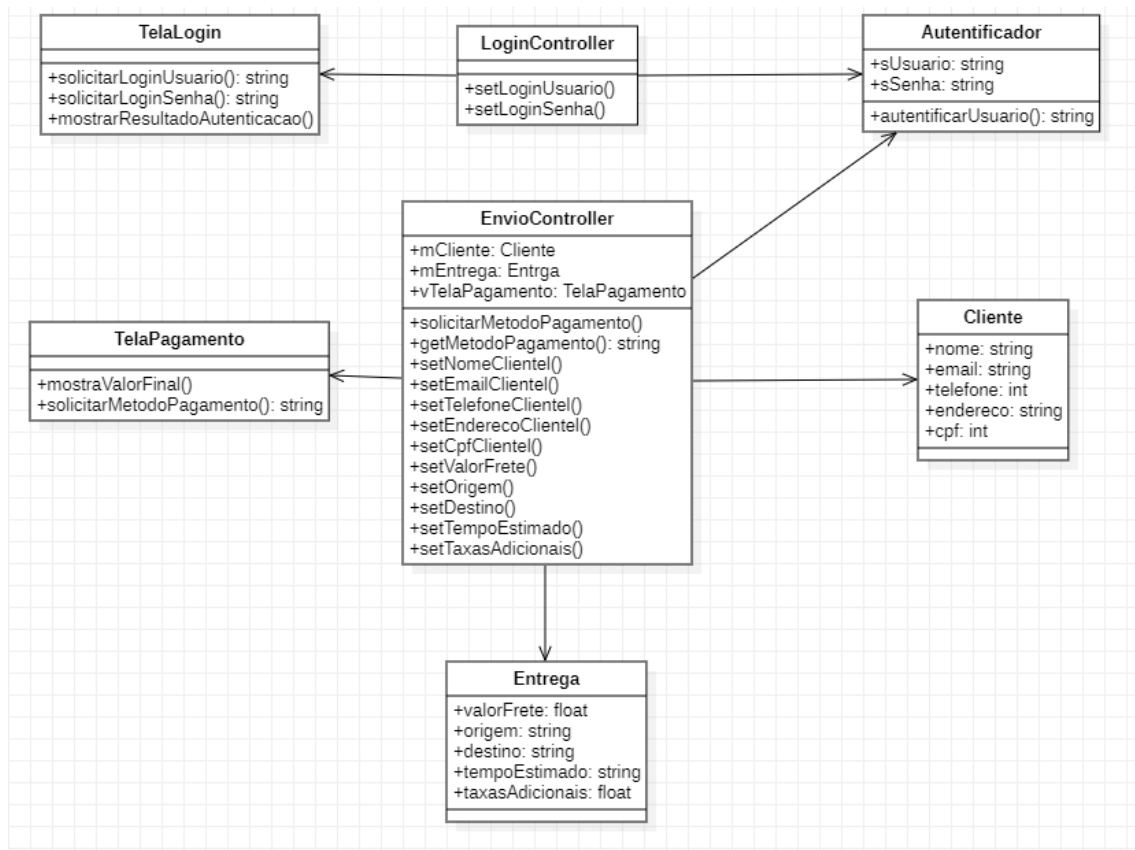 TelaLogin
+solicitarLoginUsuario(): string
+solicitarLoginSenha(): string
+mostrarResultadoAutenticacao()
LoginController
+setLoginUsuario()
+setLoginSenha()
Autentificador
+sUsuario: string
+sSenha: string
+autentificarUsuario(): string
EnvioController
+mCliente: Cliente
+mEntrega: Entrga
+vTelaPagamento: TelaPagamento
+solicitarMetodoPagamento()
+getMetodoPagamento(): string
+setNomeClientel()
+setEmailClientel()
+setTelefoneClientel()
+setEnderecoClientel()
+setCpfClientel()
+setValorFrete()
+setOrigem()
+setDestino()
+setTempoEstimado()
+setTaxasAdicionais()
TelaPagamento
+mostraValorFinal()
+solicitarMetodoPagamento(): string
Cliente
+nome: string
+email: string
+telefone: int
+endereco: string
+cpf: int
Entrega
+valorFrete: float
+origem: string
+destino: string
+tempoEstimado: string
+taxasAdicionais: float